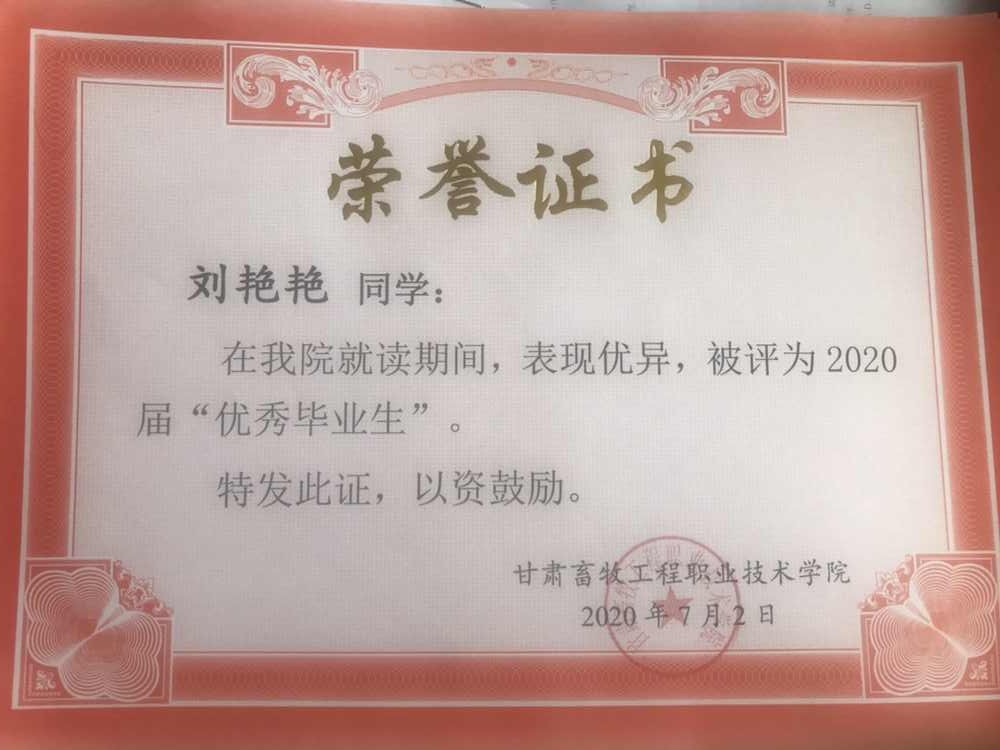 荣誉证书
刘艳艳 同学：
在我院就读期间，表现优异，被评为2020
届“优秀毕业生”。
特发此证，以资鼓励。
甘肃畜牧工程职业技术学院
2020年7月2日